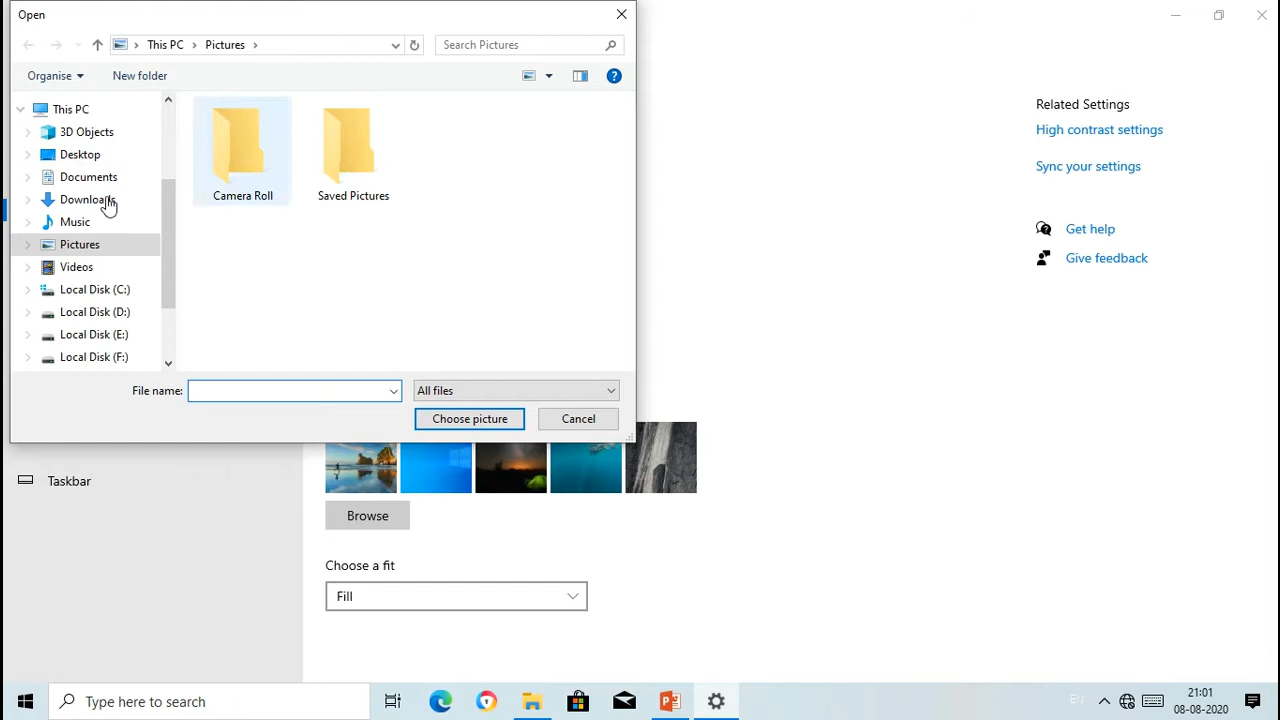 Open
This PC
Pictures
Search Pictures
Organise
New folder
This PC
3D Objects
Desktop
Documents
Downloads
Music
Pictures
Videos
Local Disk (C:)
Local Disk (D:)
Local Disk (E:)
Local Disk (F:)
Camera Roll
Saved Pictures
File name:
All files
Choose picture
Cancel
Related Settings
High contrast settings
Sync your settings
Get help
Give feedback
Taskbar
Browse
Choose a fit
Fill
Type here to search
EN
21:01
08-08-2020